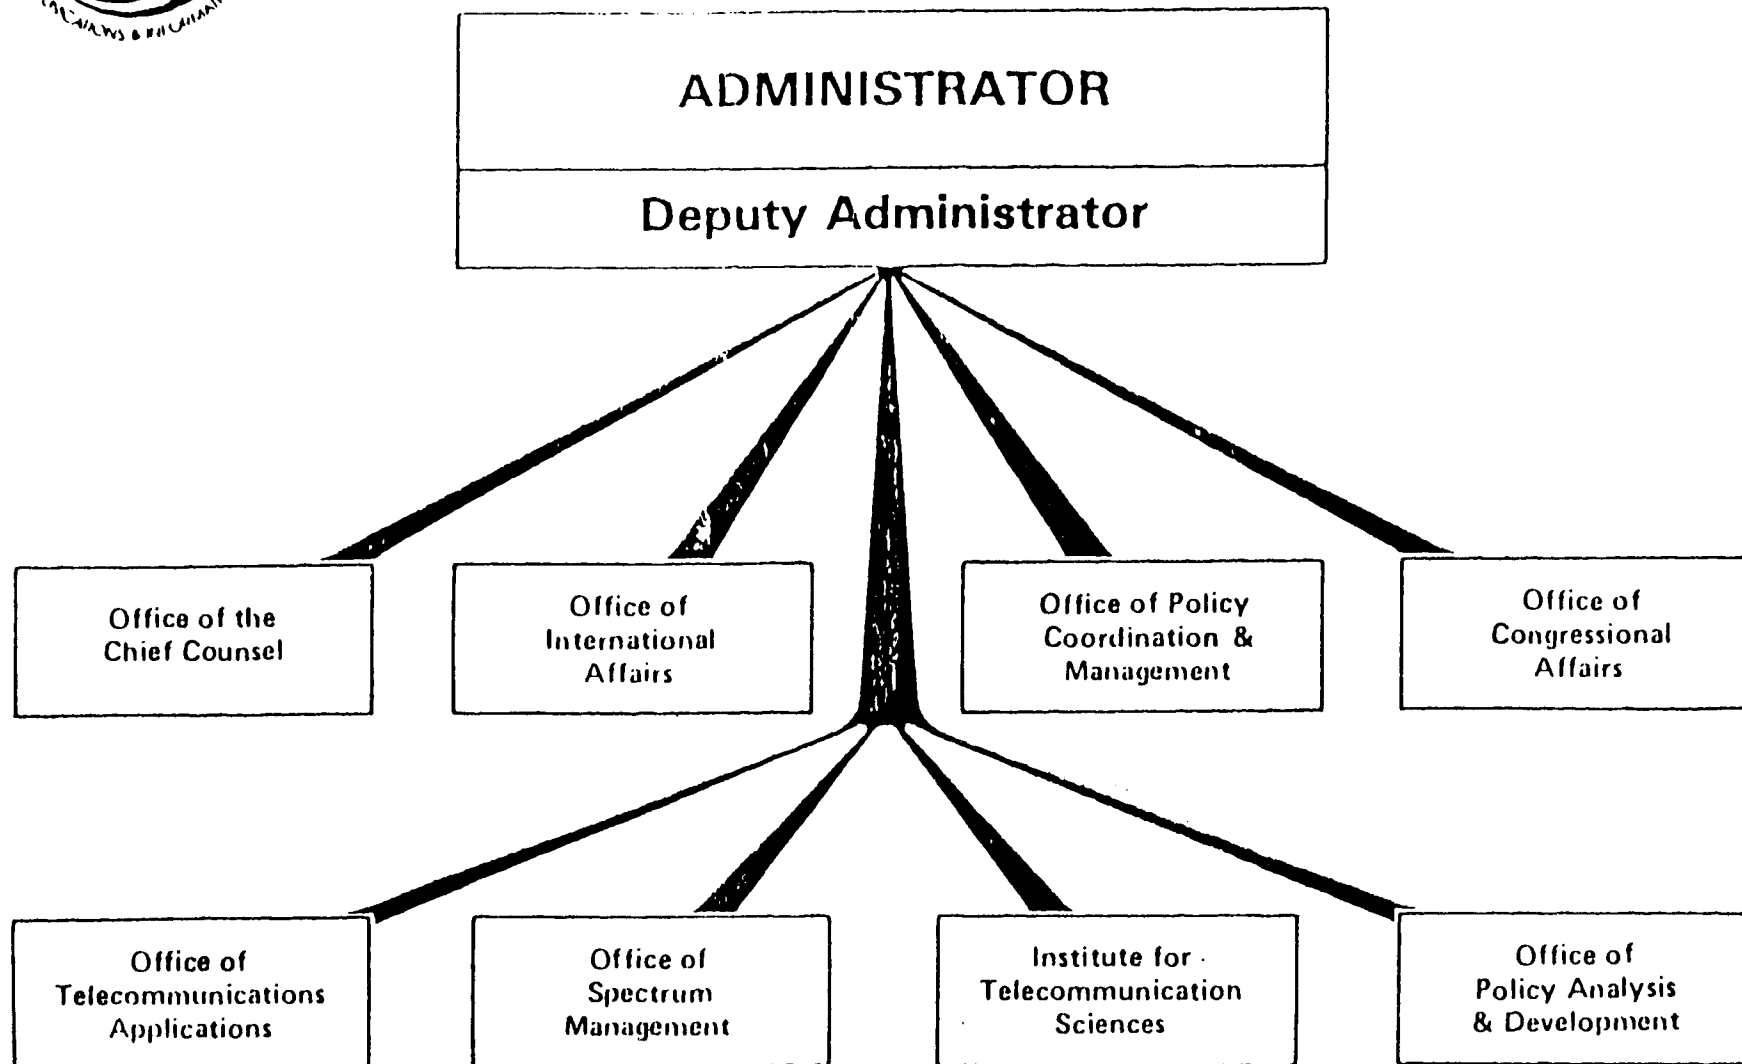 ADMINISTRATOR
Deputy Administrator
Office of the
Chief Counsel
Office of
International
Affairs
Office of Policy
Coordination &
Management
Office of
Congressional
Affairs
Office of
Telecommunications
Applications
Office of
Spectrum
Management
Institute for
Telecommunication
Sciences
Office of
Policy Analysis
& Development